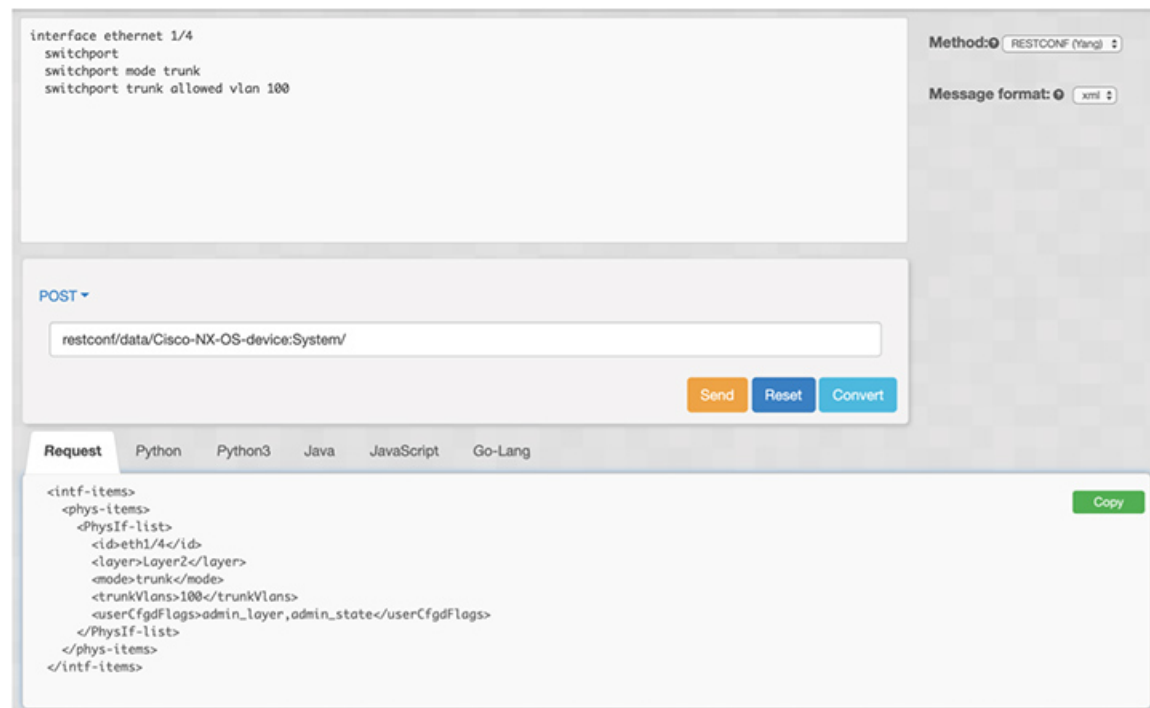 interface ethernet 1/4
switchport
switchport mode trunk
switchport trunk allowed vlan 100
Method: RESTCONF (Yang)
Message format: xml
POST
restconf/data/Cisco-NX-OS-device:System/
Send Reset Convert
Request Python Python3 Java JavaScript Go-Lang
Copy
<intf-items>
<phys-items>
<PhysIf-list>
<id>eth1/4</id>
<layer>Layer2</layer>
<mode>trunk</mode>
<trunkVlans>100</trunkVlans>
<userCfgdFlags>admin_layer,admin_state</userCfgdFlags>
</PhysIf-list>
</phys-items>
</intf-items>